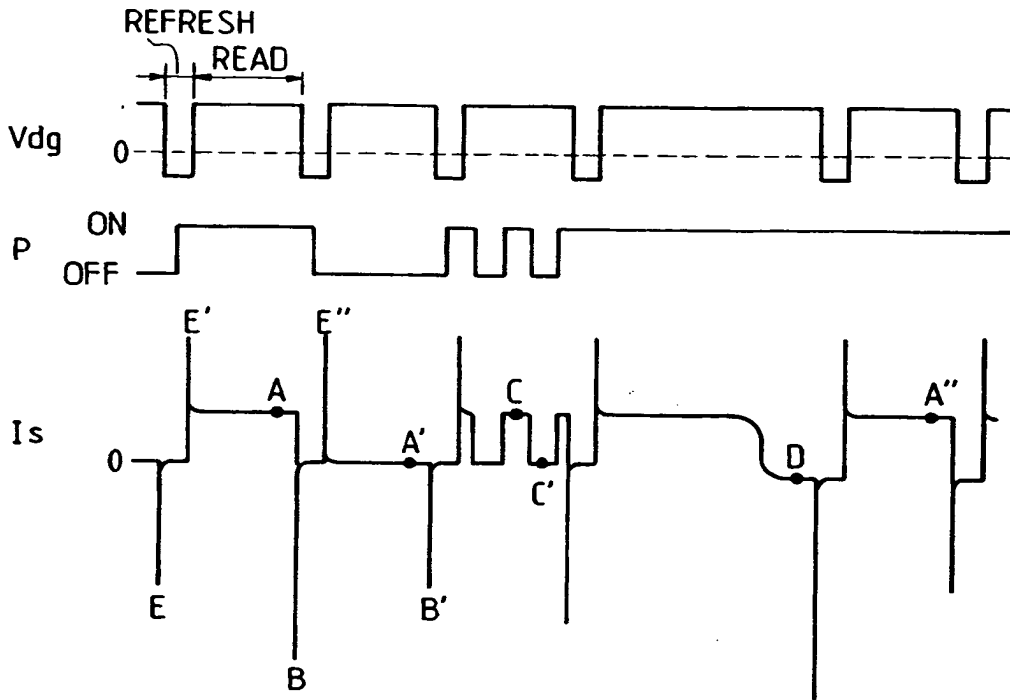 REFRESH
READ
Vdg
0
ON
P
OFF
E' E"
A C A"
Is
0 A' D
C'
E B'
B